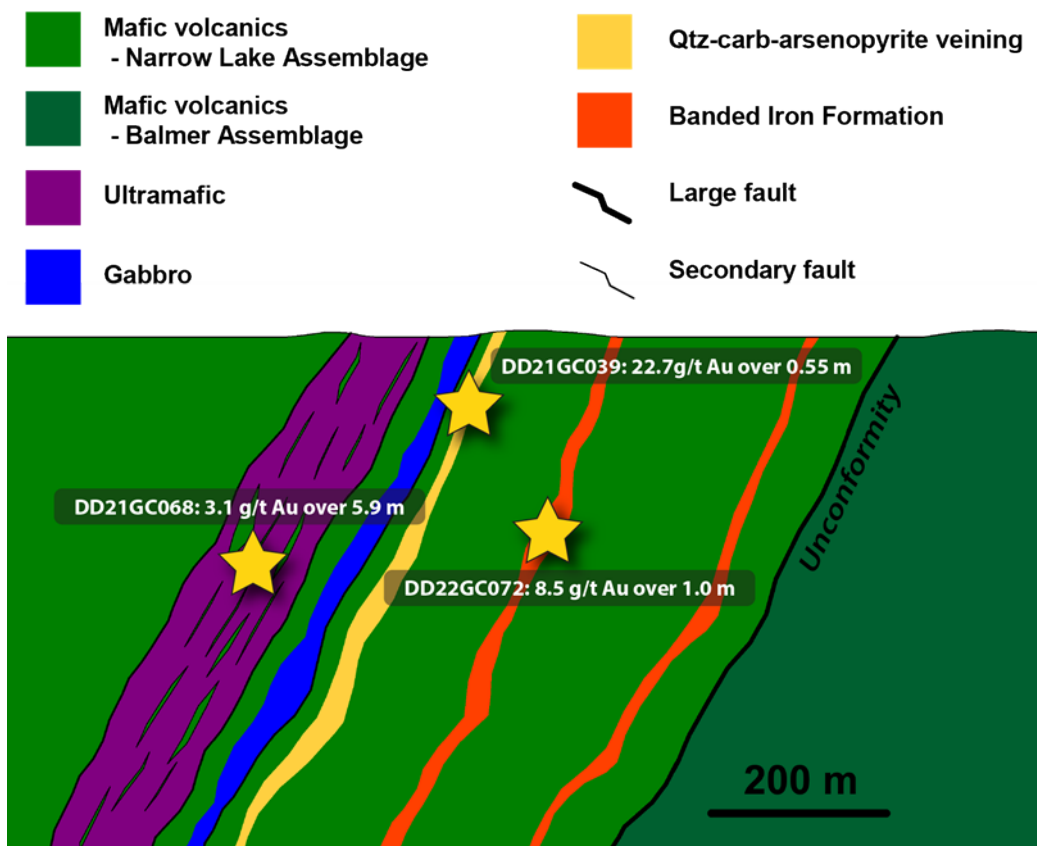 Mafic volcanics
- Narrow Lake Assemblage
Mafic volcanics
- Balmer Assemblage
Ultramafic
Gabbro
Qtz-carb-arsenopyrite veining
Banded Iron Formation
Large fault
Secondary fault
DD21GC039: 22.7g/t Au over 0.55 m
DD21GC068: 3.1 g/t Au over 5.9 m
DD22GC072: 8.5 g/t Au over 1.0 m
Unconformity
200 m